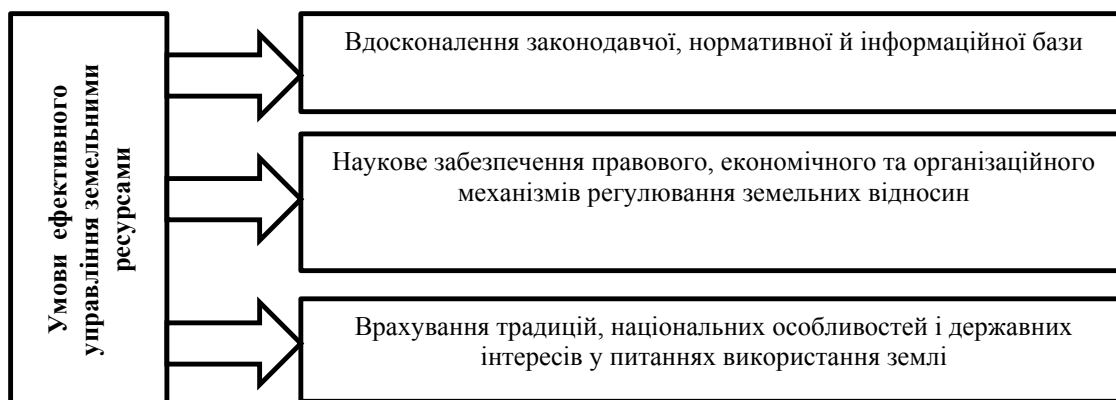 Умови ефективного
управління земельними
ресурсами
Вдосконалення законодавчої, нормативної й інформаційної бази
Наукове забезпечення правового, економічного та організаційного
механізмів регулювання земельних відносин
Врахування традицій, національних особливостей і державних
інтересів у питаннях використання землі